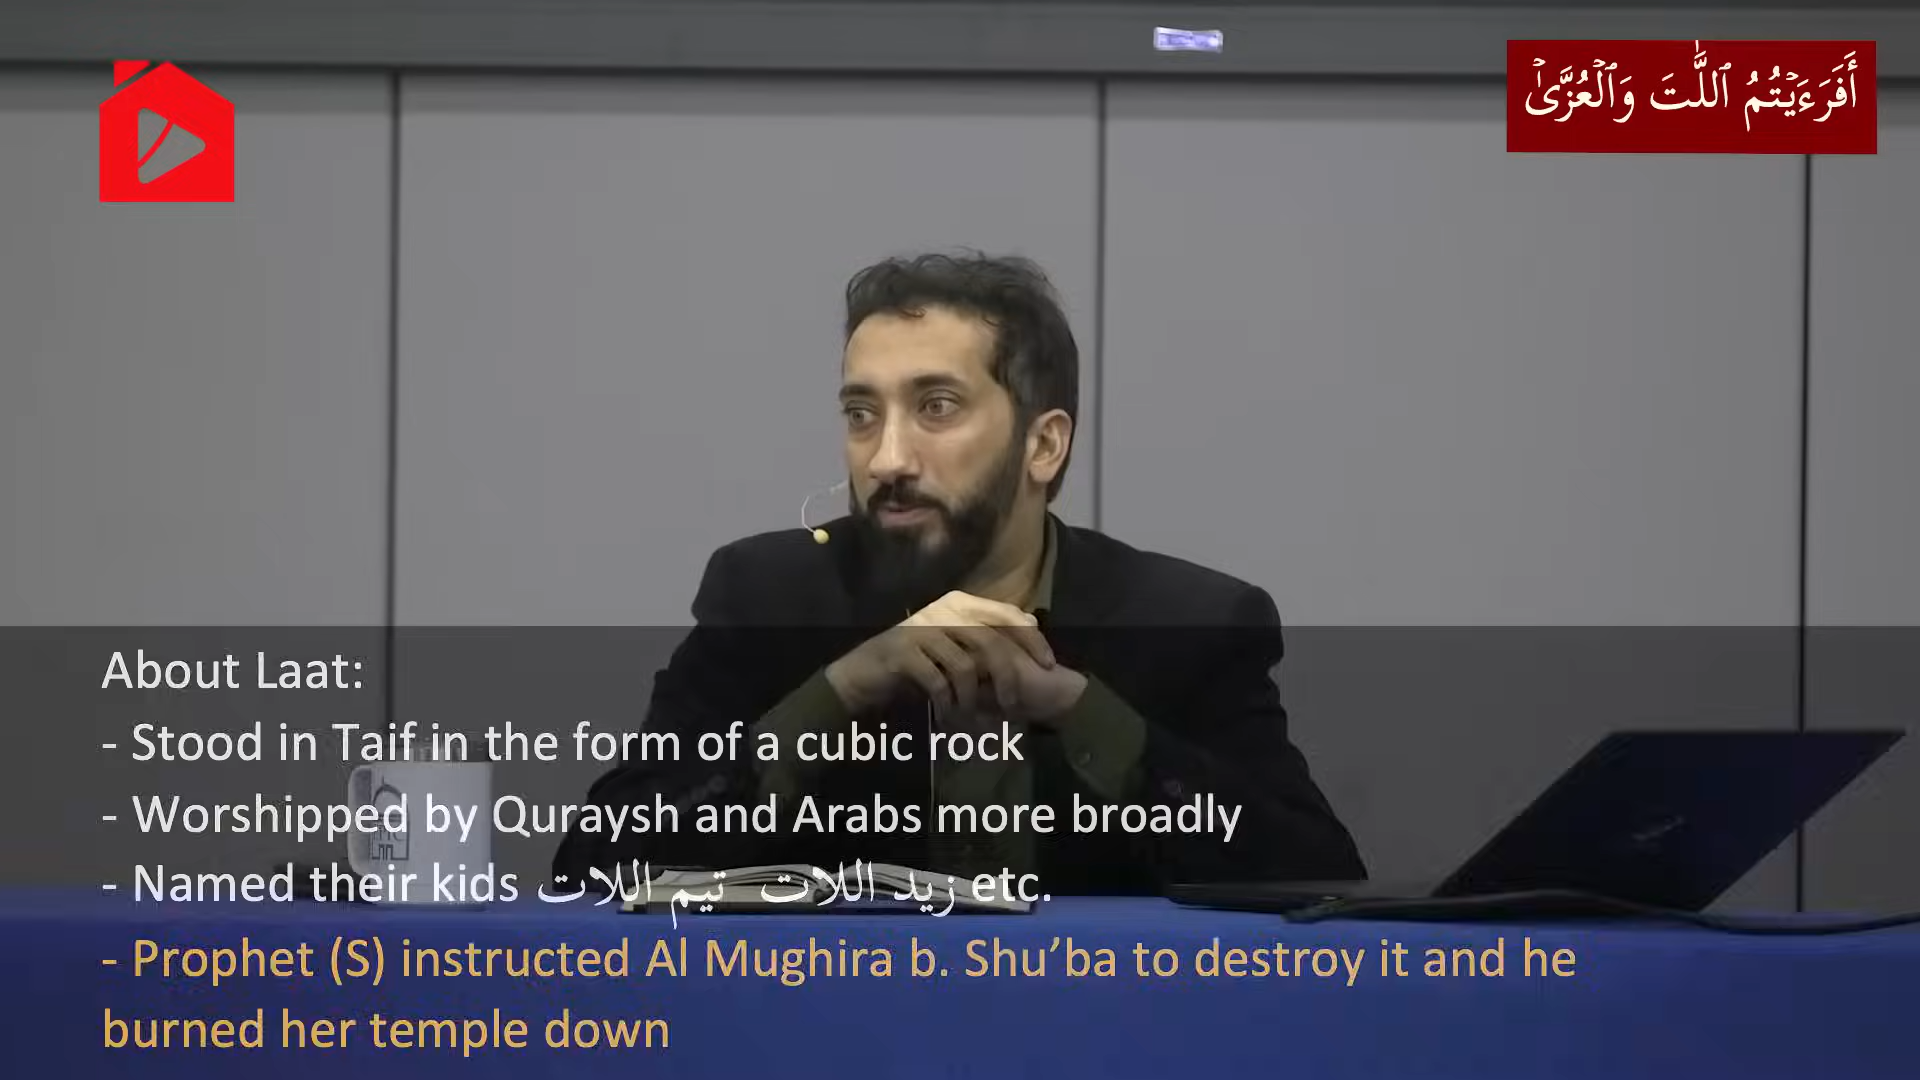 أَفَرَءَيْتُمُ ٱللَّٰتَ وَٱلْعُزَّىٰ
About Laat:
- Stood in Taif in the form of a cubic rock
- Worshipped by Quraysh and Arabs more broadly
- Named their kids زيد اللات تيم اللات etc.
- Prophet (S) instructed Al Mughira b. Shu’ba to destroy it and he
burned her temple down